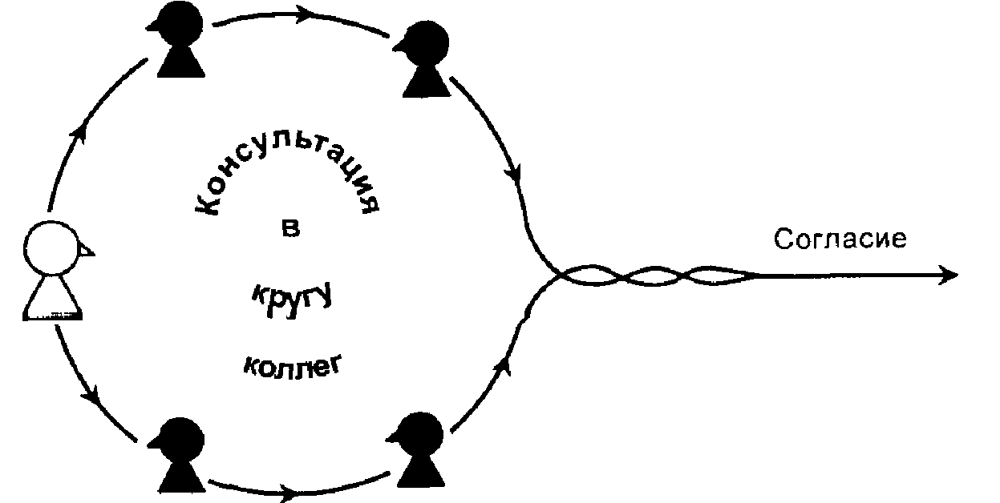 Консультация
в
кругу
коллег
Согласие